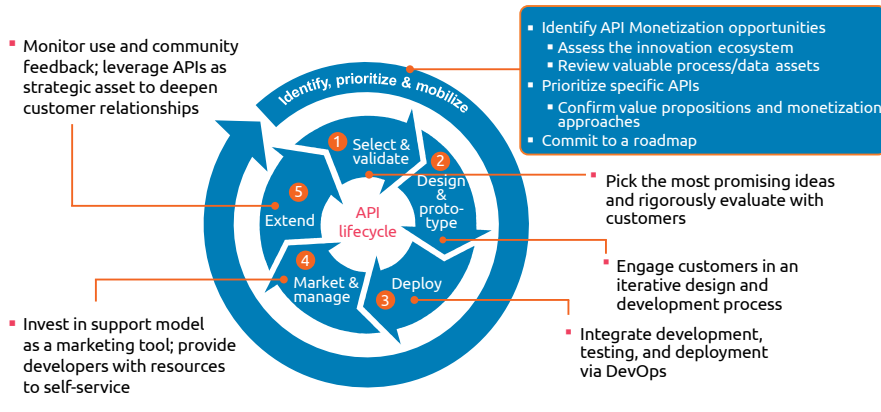 Monitor use and community
feedback; leverage APIs as
strategic asset to deepen
customer relationships
Identify, prioritize & mobilize
Identify API Monetization opportunities
Assess the innovation ecosystem
Review valuable process/data assets
Prioritize specific APIs
Confirm value propositions and monetization
approaches
Commit to a roadmap
1
Select &
validate
2
Design
&
proto-
type
3
Deploy
4
Market &
manage
5
Extend
API
lifecycle
Pick the most promising ideas
and rigorously evaluate with
customers
Engage customers in an
iterative design and
development process
Integrate development,
testing, and deployment
via DevOps
Invest in support model
as a marketing tool; provide
developers with resources
to self-service